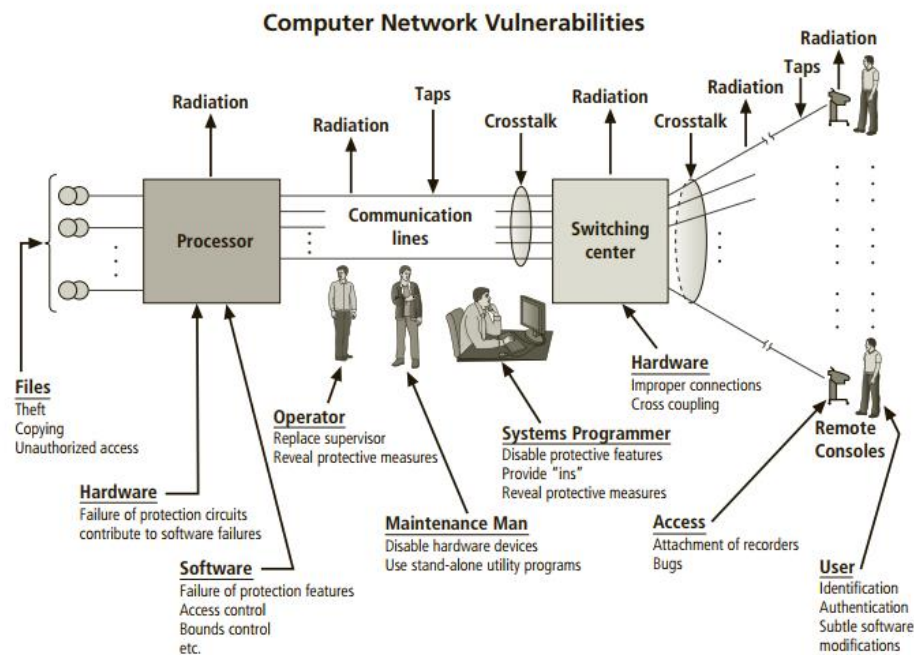 Computer Network Vulnerabilities
Radiation
Taps
Radiation
Crosstalk
Radiation
Crosstalk
Radiation
Taps
Radiation
Processor
Communication
lines
Switching
center
Files
Theft
Copying
Unauthorized access
Hardware
Failure of protection circuits
contribute to software failures
Software
Failure of protection features
Access control
Bounds control
etc.
Operator
Replace supervisor
Reveal protective measures
Maintenance Man
Disable hardware devices
Use stand-alone utility programs
Systems Programmer
Disable protective features
Provide "ins"
Reveal protective measures
Hardware
Improper connections
Cross coupling
Access
Attachment of recorders
Bugs
Remote
Consoles
User
Identification
Authentication
Subtle software
modifications